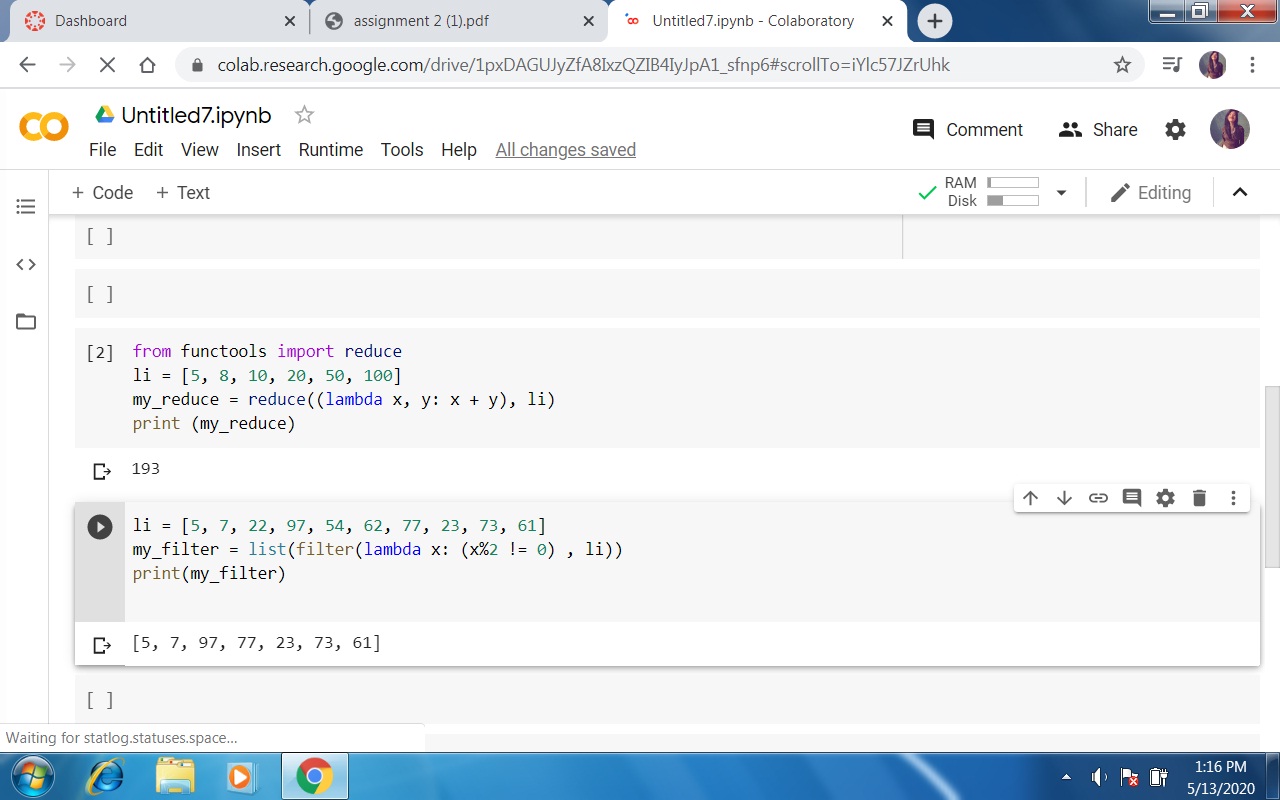 Dashboard
assignment 2 (1).pdf
Untitled7.ipynb - Colaboratory
colab.research.google.com/drive/1pxDAGUJyZfA8IxzQZIB4IyJpA1_sfnp6#scrollTo=iYlc57JZrUhk
Untitled7.ipynb
Comment
Share
File Edit View Insert Runtime Tools Help All changes saved
+ Code + Text
RAM
Disk
Editing
[ ]
[ ]
[2] from functools import reduce
li = [5, 8, 10, 20, 50, 100]
my_reduce = reduce((lambda x, y: x + y), li)
print (my_reduce)
193
li = [5, 7, 22, 97, 54, 62, 77, 23, 73, 61]
my_filter = list(filter(lambda x: (x%2 != 0) , li))
print(my_filter)
[5, 7, 97, 77, 23, 73, 61]
[ ]
Waiting for statlog.statuses.space...
1:16 PM
5/13/2020